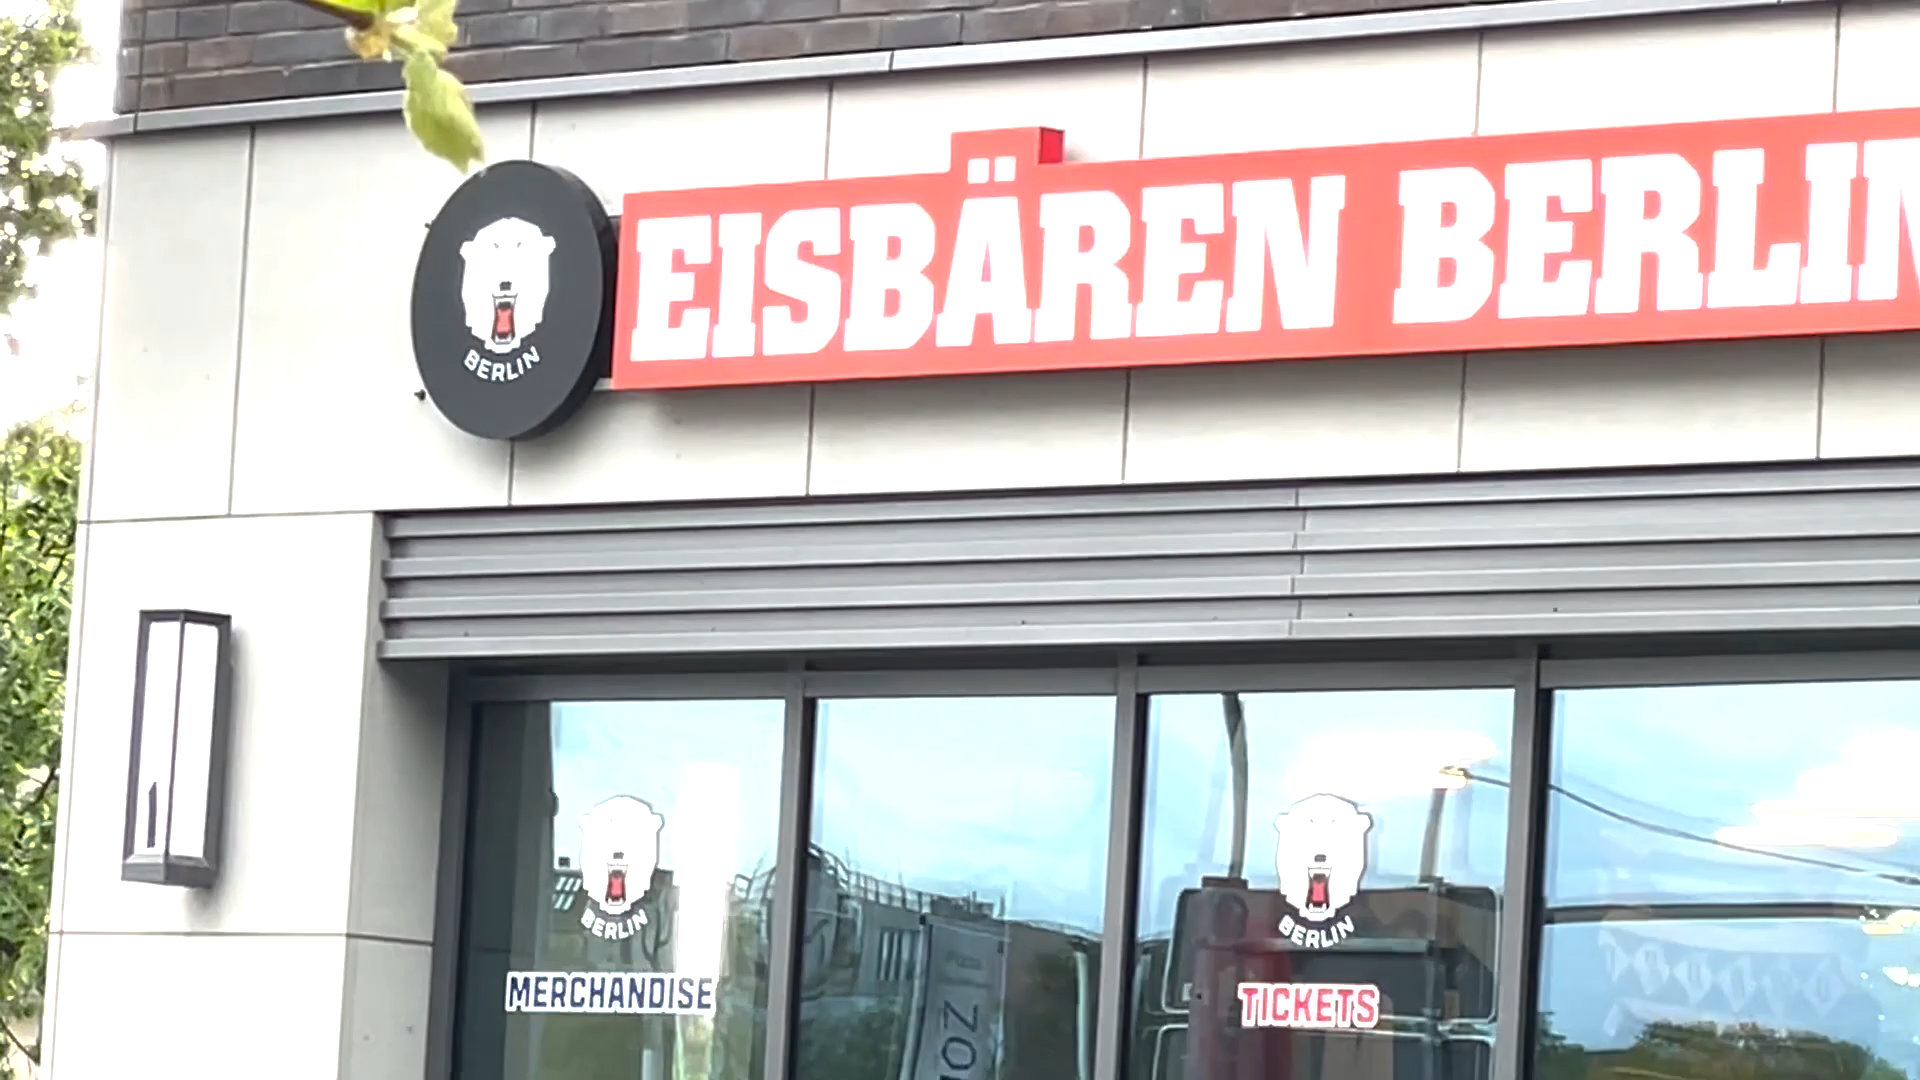 EISBÄREN BERLIN
BERLIN
BERLIN
MERCHANDISE
BERLIN
TICKETS